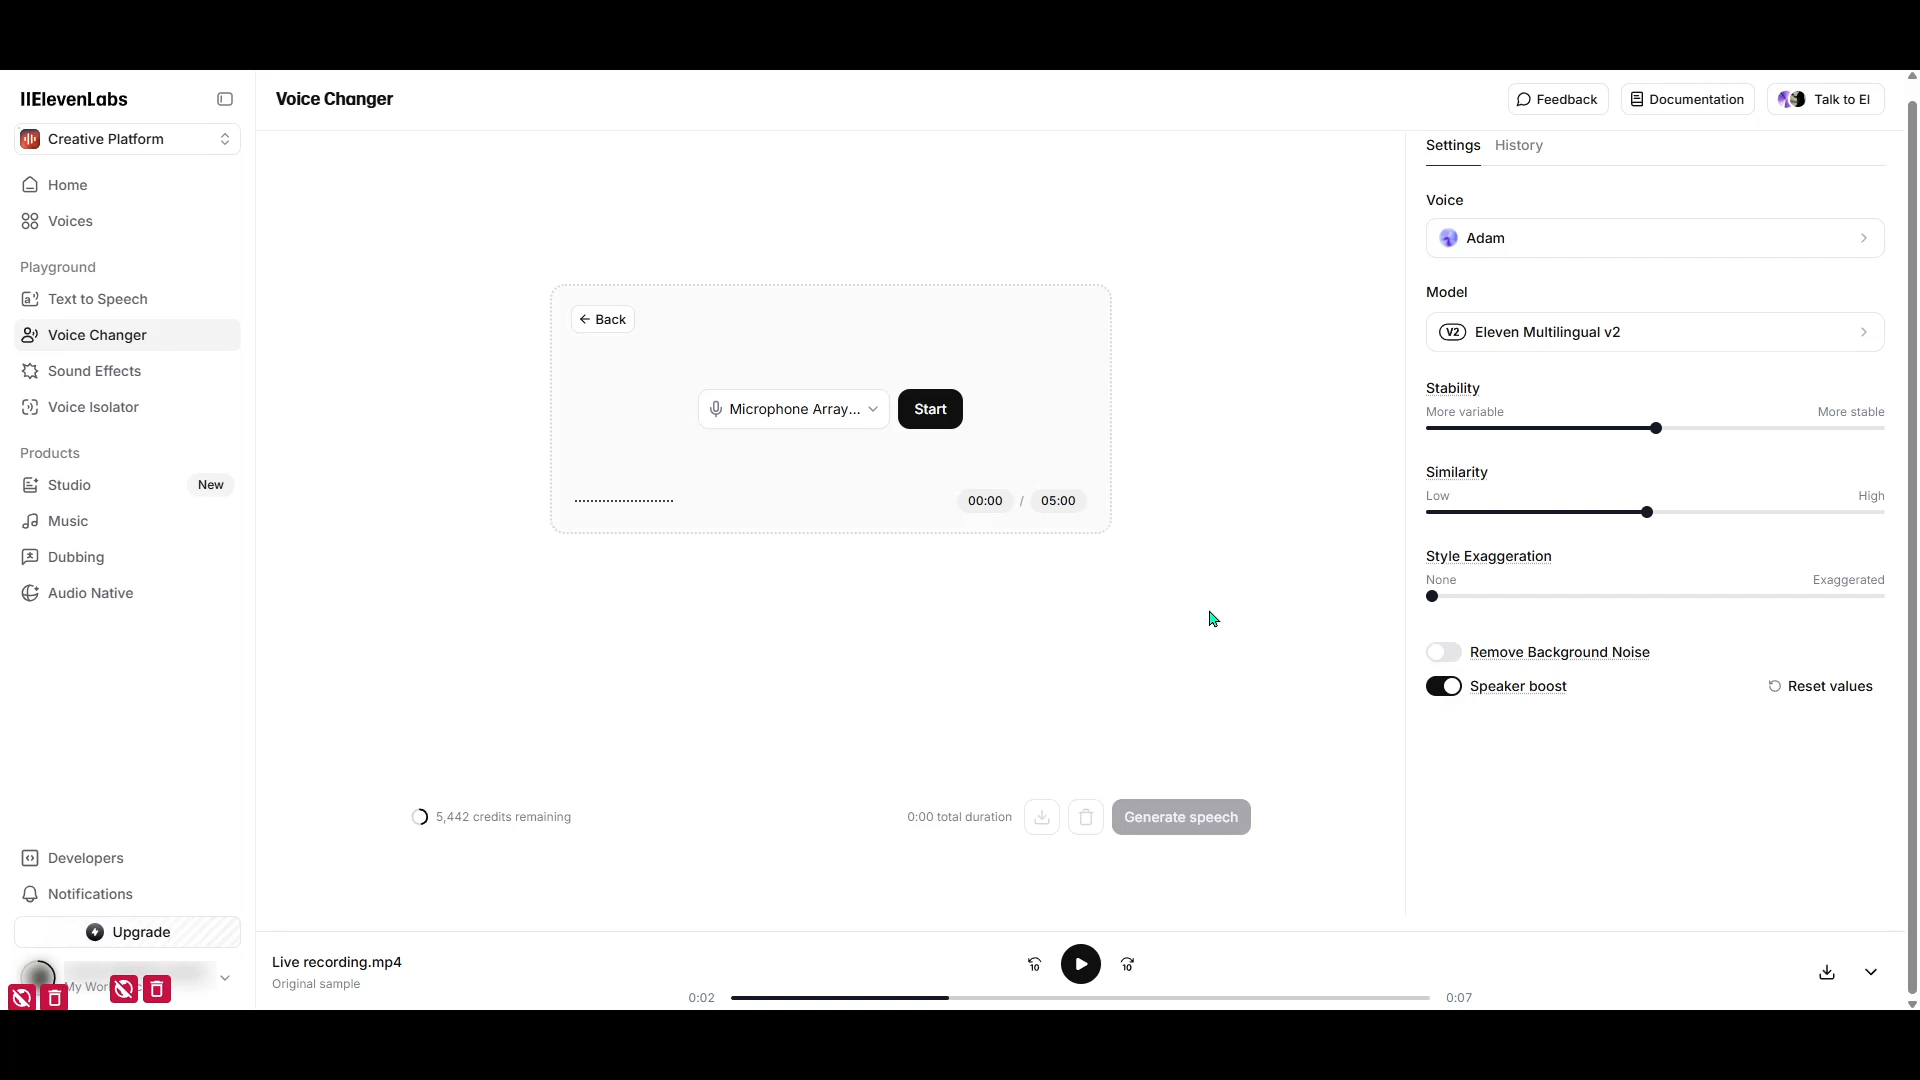 IIElevenLabs
Creative Platform
Home
Voices
Playground
Text to Speech
Voice Changer
Sound Effects
Voice Isolator
Products
Studio
New
Music
Dubbing
Audio Native
Developers
Notifications
Upgrade
Voice Changer
Feedback
Documentation
Talk to El
Back
Microphone Array...
Start
00:00 / 05:00
5,442 credits remaining
0:00 total duration
Generate speech
Settings
History
Voice
Adam
Model
V2 Eleven Multilingual v2
Stability
More variable
More stable
Similarity
Low
High
Style Exaggeration
None
Exaggerated
Remove Background Noise
Speaker boost
Reset values
Live recording.mp4
Original sample
10
10
0:02
0:07